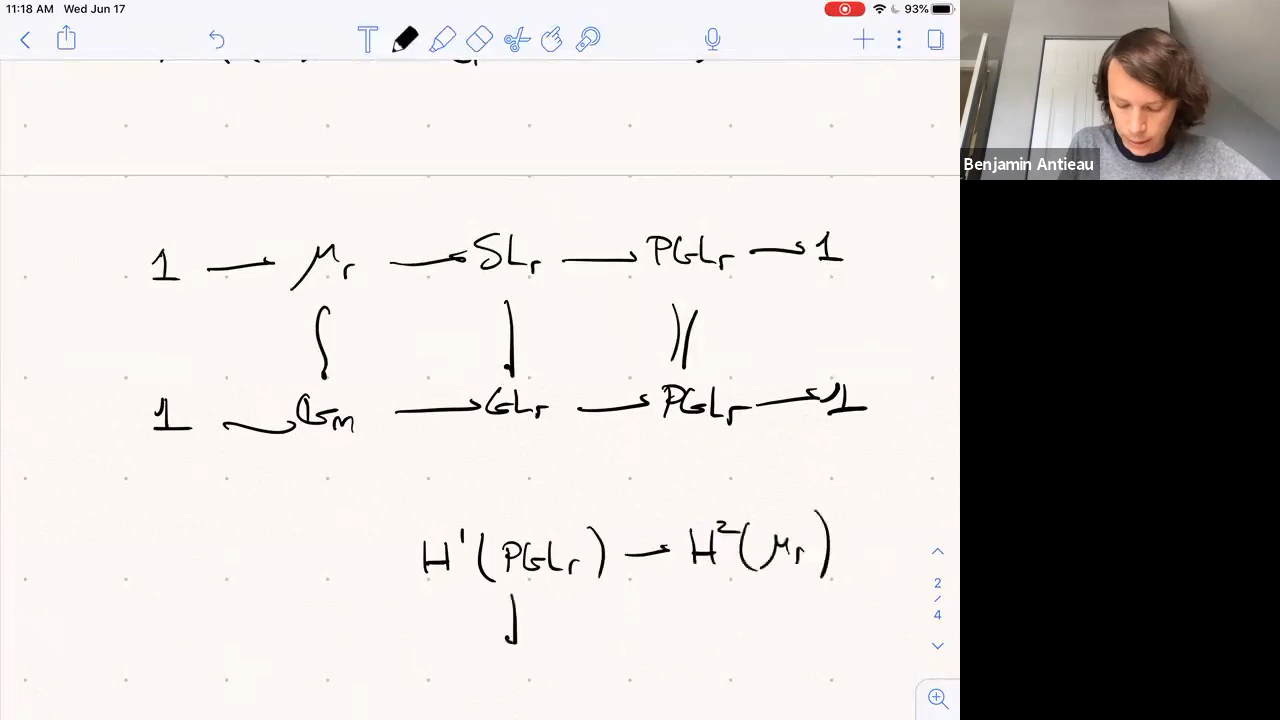 11:18 AM Wed Jun 17
93%
Benjamin Antieau
1 → μr → SLr → PGLr → 1
1 → Gm → GLr → PGLr → 1
H¹(PGLr) → H²(μr)
2
/
4